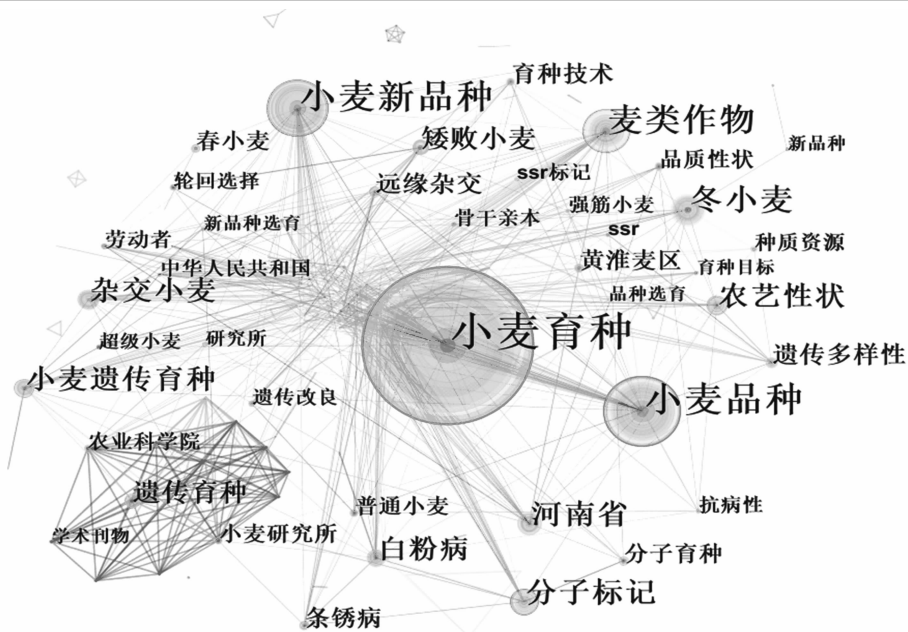 育种技术
小麦新品种
麦类作物
春小麦
矮败小麦
新品种
品质性状
ssr标记
轮回选择
远缘杂交
冬小麦
强筋小麦
新品种选育
骨干亲本
ssr
劳动者
种质资源
中华人民共和国
黄淮麦区
育种目标
杂交小麦
品种选育
农艺性状
小麦育种
超级小麦
研究所
遗传多样性
小麦遗传育种
遗传改良
小麦品种
农业科学院
遗传育种
普通小麦
河南省
抗病性
学术刊物
小麦研究所
白粉病
分子育种
分子标记
条锈病